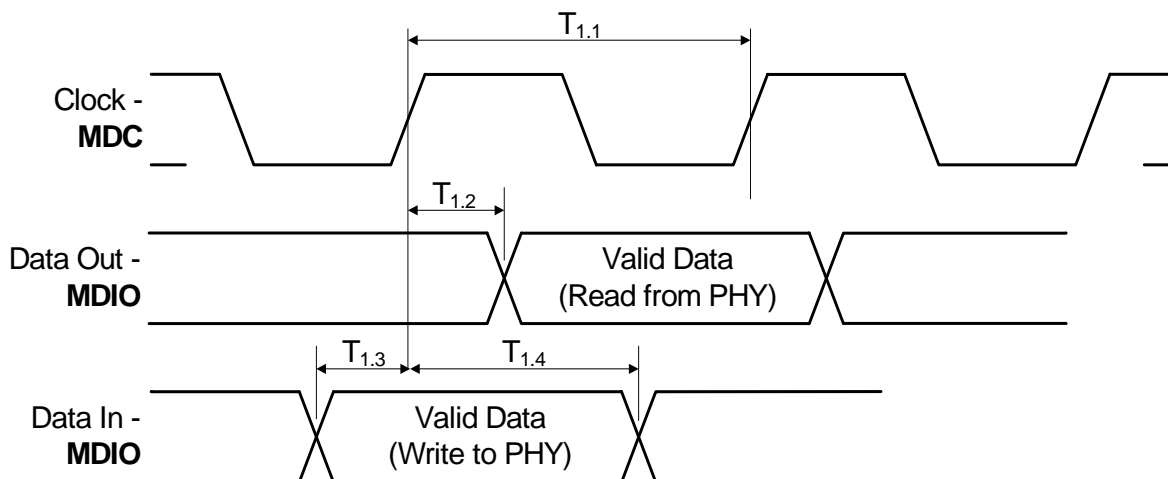 T1.1
Clock -
MDC
T1.2
Data Out -
MDIO
Valid Data
(Read from PHY)
T1.3
T1.4
Data In -
MDIO
Valid Data
(Write to PHY)